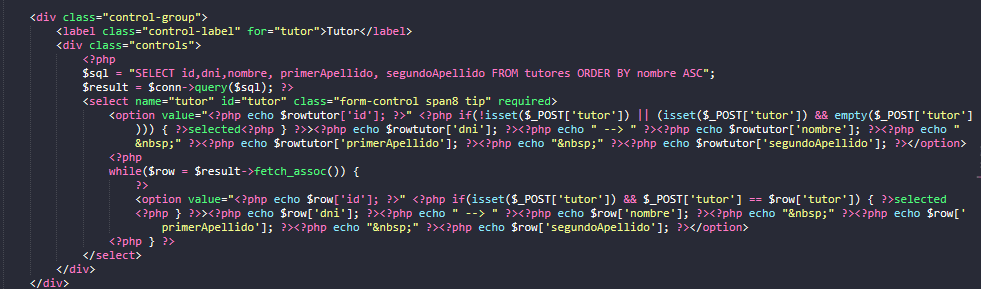 <div class="control-group">
<label class="control-label" for="tutor">Tutor</label>
<div class="controls">
<?php
$sql = "SELECT id,dni,nombre, primerApellido, segundoApellido FROM tutores ORDER BY nombre ASC";
$result = $conn->query($sql); ?>
<select name="tutor" id="tutor" class="form-control span8 tip" required>
<option value="<?php echo $rowtutor['id']; ?>" <?php if(!isset($_POST['tutor']) || (isset($_POST['tutor']) && empty($_POST['tutor']
))) { ?>selected<?php } ?>><?php echo $rowtutor['dni']; ?><?php echo " --> " ?><?php echo $rowtutor['nombre']; ?><?php echo "
&nbsp;" ?><?php echo $rowtutor['primerApellido']; ?><?php echo "&nbsp;" ?><?php echo $rowtutor['segundoApellido']; ?></option>
<?php
while($row = $result->fetch_assoc()) {
?>
<option value="<?php echo $row['id']; ?>" <?php if(isset($_POST['tutor']) && $_POST['tutor'] == $row['tutor']) { ?>selected
<?php } ?>><?php echo $row['dni']; ?><?php echo " --> " ?><?php echo $row['nombre']; ?><?php echo "&nbsp;" ?><?php echo $row['
primerApellido']; ?><?php echo "&nbsp;" ?><?php echo $row['segundoApellido']; ?></option>
<?php } ?>
</select>
</div>
</div>